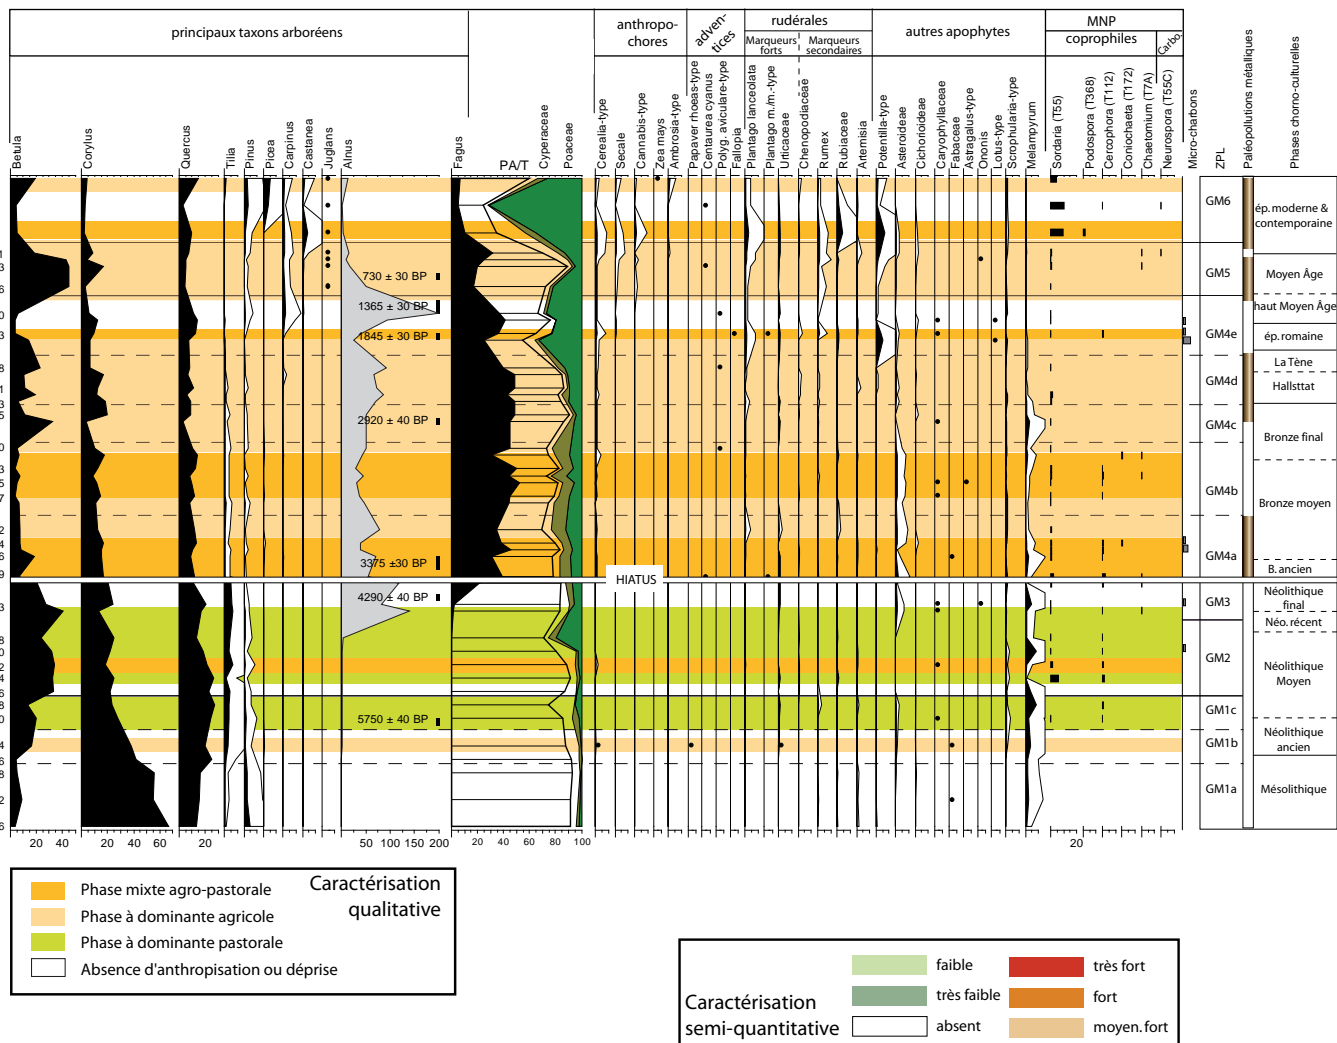 principaux taxons arboréens
anthropo-
chores
adven-
tices
rudérales
Marqueurs
forts
Marqueurs
secondaires
autres apophytes
MNP
coprophiles
Carbo.
Betula
Corylus
Quercus
Tilia
Pinus
Picea
Carpinus
Castanea
Juglans
Alnus
Fagus
PA/T
Cyperaceae
Poaceae
Cerealia-type
Secale
Cannabis-type
Zea mays
Ambrosia-type
Papaver rhoeas-type
Centaurea cyanus
Polyg. aviculare-type
Fallopia
Plantago lanceolata
Plantago m./m.-type
Urticaceae
Chenopodiaceae
Rumex
Rubiaceae
Artemisia
Potentilla-type
Asteroideae
Cichorioideae
Caryophyllaceae
Fabaceae
Astragalus-type
Ononis
Lotus-type
Scrophularia-type
Melampyrum
Sordaria (T55)
Podospora (T368)
Cercophora (T112)
Coniochaeta (T172)
Chaetomium (T7A)
Neurospora (T55C)
Micro-charbons
ZPL
Paléopollutions métalliques
Phases chorno-culturelles
GM6
ép. moderne &
contemporaine
730 ± 30 BP
GM5
Moyen Âge
1365 ± 30 BP
haut Moyen Âge
1845 ± 30 BP
GM4e
ép. romaine
La Tène
GM4d
Hallsttat
2920 ± 40 BP
GM4c
Bronze final
GM4b
Bronze moyen
3375 ±30 BP
GM4a
B. ancien
HIATUS
4290 ± 40 BP
GM3
Néolithique
final
Néo. récent
GM2
Néolithique
Moyen
5750 ± 40 BP
GM1c
GM1b
Néolithique
ancien
GM1a
Mésolithique
20 40 20 40 60 20 50 100 150 200 20 40 60 80 100 20
Caractérisation
qualitative
Phase mixte agro-pastorale
Phase à dominante agricole
Phase à dominante pastorale
Absence d'anthropisation ou déprise
Caractérisation
semi-quantitative
faible
très faible
absent
très fort
fort
moyen. fort